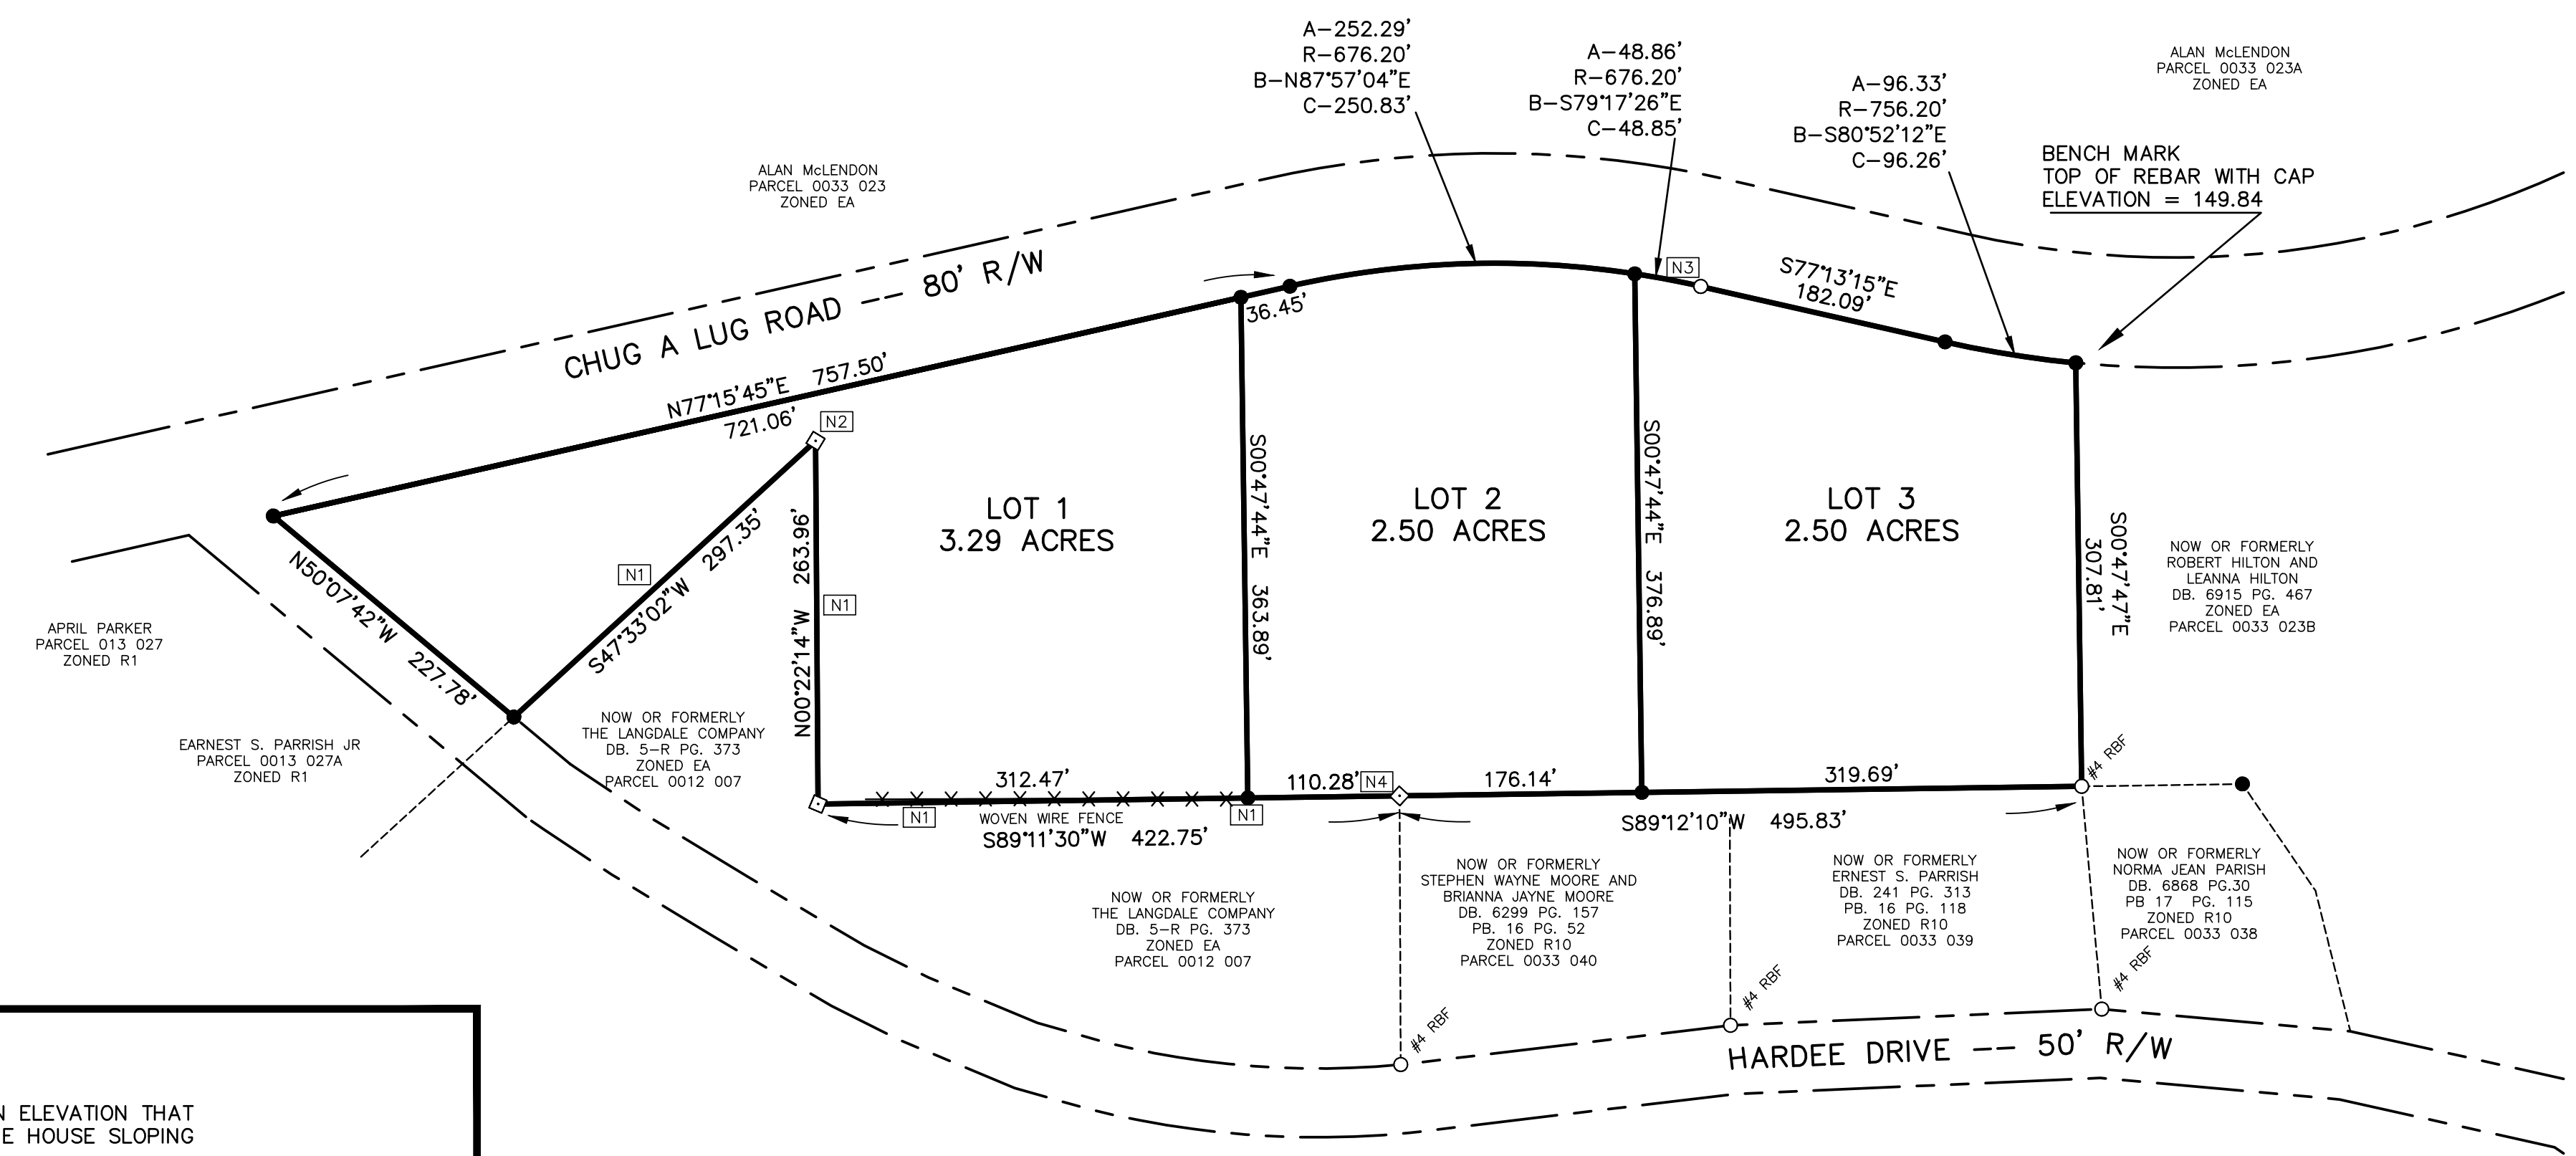 A-252.29'
R-676.20'
B-N87°57'04"E
C-250.83'
A-48.86'
R-676.20'
B-S79°17'26"E
C-48.85'
A-96.33'
R-756.20'
B-S80°52'12"E
C-96.26'
ALAN McLENDON
PARCEL 0033 023A
ZONED EA
BENCH MARK
TOP OF REBAR WITH CAP
ELEVATION = 149.84
ALAN McLENDON
PARCEL 0033 023
ZONED EA
CHUG A LUG ROAD --- 80' R/W
N77°15'45"E 757.50'
721.06'
36.45'
N3
S77°13'15"E
182.09'
N2
LOT 1
3.29 ACRES
LOT 2
2.50 ACRES
LOT 3
2.50 ACRES
N50°07'42"W 227.78'
N1
S47°33'02"W 297.35'
N00°22'14"W 263.96'
N1
S00°47'44"E 363.89'
S00°47'44"E 376.89'
S00°47'47"E
307.81'
NOW OR FORMERLY
ROBERT HILTON AND
LEANNA HILTON
DB. 6915 PG. 467
ZONED EA
PARCEL 0033 023B
APRIL PARKER
PARCEL 013 027
ZONED R1
EARNEST S. PARRISH JR
PARCEL 0013 027A
ZONED R1
NOW OR FORMERLY
THE LANGDALE COMPANY
DB. 5-R PG. 373
ZONED EA
PARCEL 0012 007
312.47'
110.28'
N4
176.14'
319.69'
#4 RBF
N1
WOVEN WIRE FENCE
N1
S89°11'30"W 422.75'
S89°12'10"W 495.83'
NOW OR FORMERLY
THE LANGDALE COMPANY
DB. 5-R PG. 373
ZONED EA
PARCEL 0012 007
NOW OR FORMERLY
STEPHEN WAYNE MOORE AND
BRIANNA JAYNE MOORE
DB. 6299 PG. 157
PB. 16 PG. 52
ZONED R10
PARCEL 0033 040
NOW OR FORMERLY
ERNEST S. PARRISH
DB. 241 PG. 313
PB. 16 PG. 118
ZONED R10
PARCEL 0033 039
NOW OR FORMERLY
NORMA JEAN PARISH
DB. 6868 PG.30
PB 17 PG. 115
ZONED R10
PARCEL 0033 038
#4 RBF
#4 RBF
#4 RBF
HARDEE DRIVE --- 50' R/W
N ELEVATION THAT
E HOUSE SLOPING